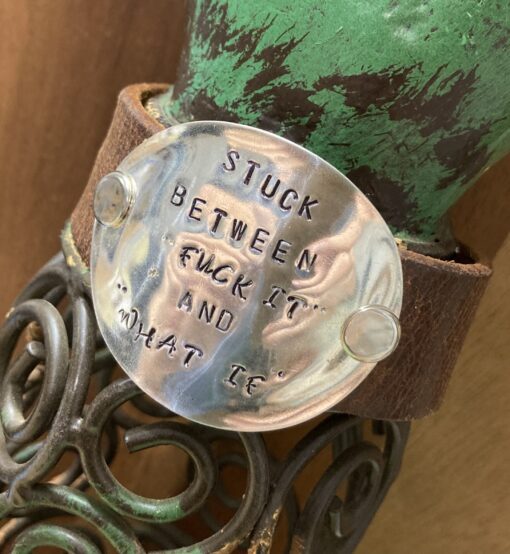 STUCK
BETWEEN
"FUCK IT"
AND
"WHAT IF"